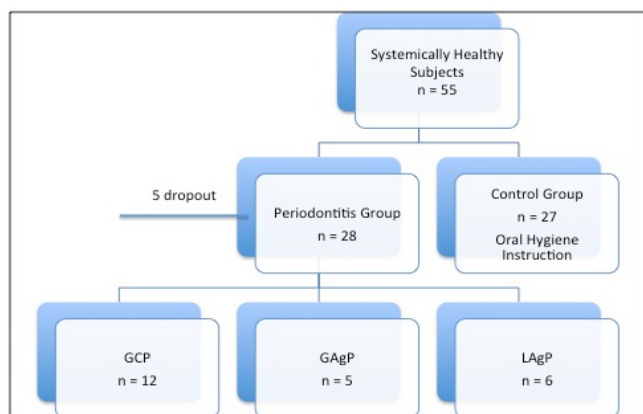 Systemically Healthy
Subjects
n = 55
5 dropout
Periodontitis Group
n = 28
Control Group
n = 27
Oral Hygiene
Instruction
GCP
n = 12
GAgP
n = 5
LAgP
n = 6